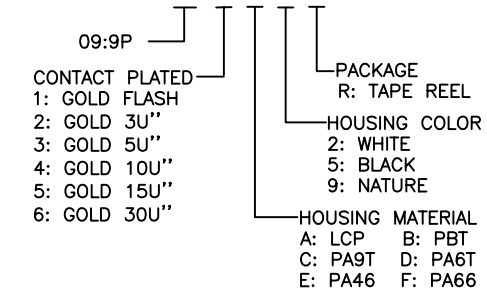 09:9P
CONTACT PLATED
1: GOLD FLASH
2: GOLD 3U''
3: GOLD 5U''
4: GOLD 10U''
5: GOLD 15U''
6: GOLD 30U''
PACKAGE
R: TAPE REEL
HOUSING COLOR
2: WHITE
5: BLACK
9: NATURE
HOUSING MATERIAL
A: LCP B: PBT
C: PA9T D: PA6T
E: PA46 F: PA66